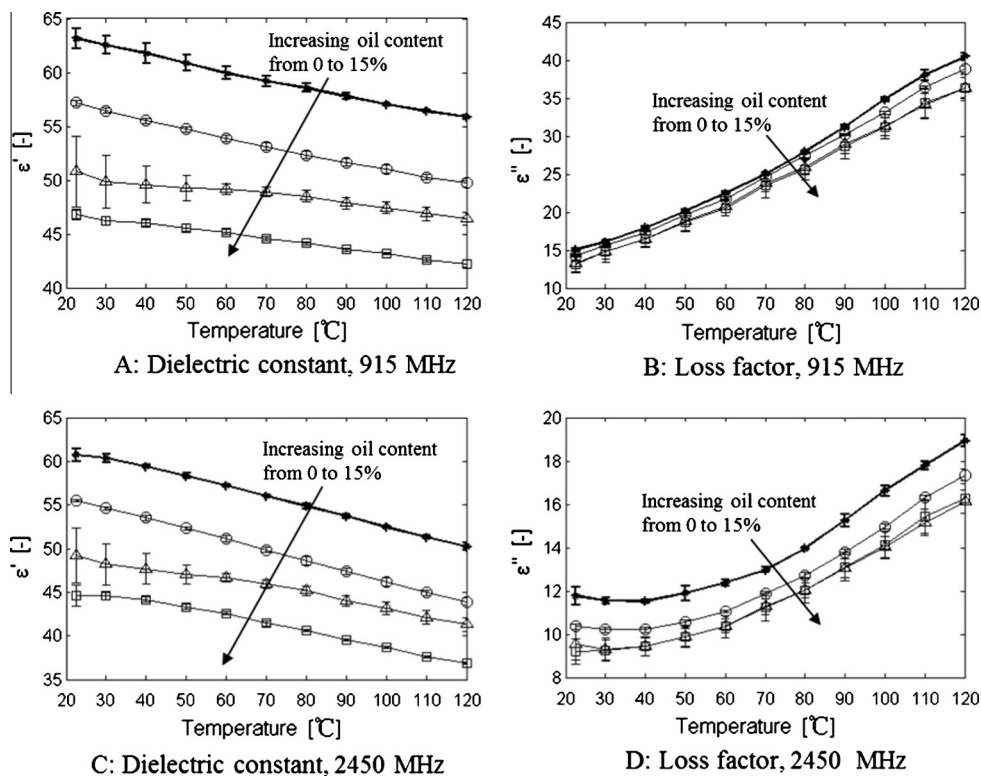 65
60
55
50
45
40
ε' [-]
Increasing oil content
from 0 to 15%
20 30 40 50 60 70 80 90 100 110 120
Temperature [℃]
A: Dielectric constant, 915 MHz
45
40
35
30
25
20
15
10
ε'' [-]
Increasing oil content
from 0 to 15%
20 30 40 50 60 70 80 90 100 110 120
Temperature [℃]
B: Loss factor, 915 MHz
65
60
55
50
45
40
35
ε' [-]
Increasing oil content
from 0 to 15%
20 30 40 50 60 70 80 90 100 110 120
Temperature [℃]
C: Dielectric constant, 2450 MHz
20
18
16
14
12
10
8
ε'' [-]
Increasing oil content
from 0 to 15%
20 30 40 50 60 70 80 90 100 110 120
Temperature [℃]
D: Loss factor, 2450 MHz